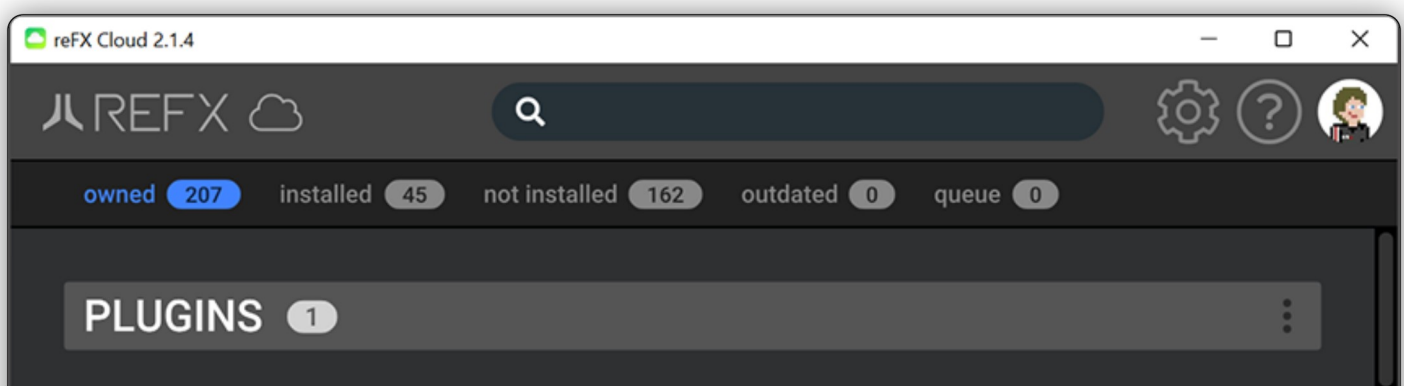 reFX Cloud 2.1.4
REFX
owned 207 installed 45 not installed 162 outdated 0 queue 0
PLUGINS 1